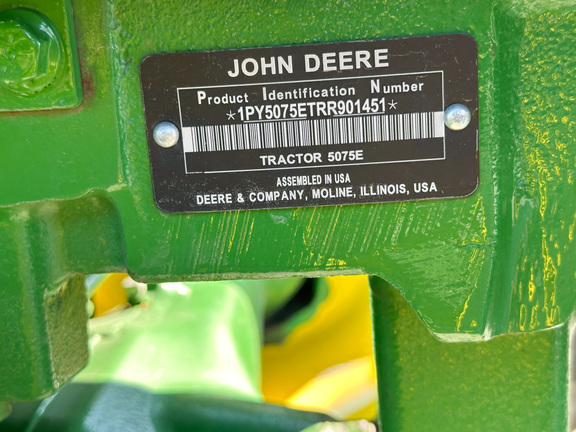 JOHN DEERE
Product Identification Number
*1PY5075ETRR901451*
TRACTOR 5075E
ASSEMBLED IN USA
DEERE & COMPANY, MOLINE, ILLINOIS, USA